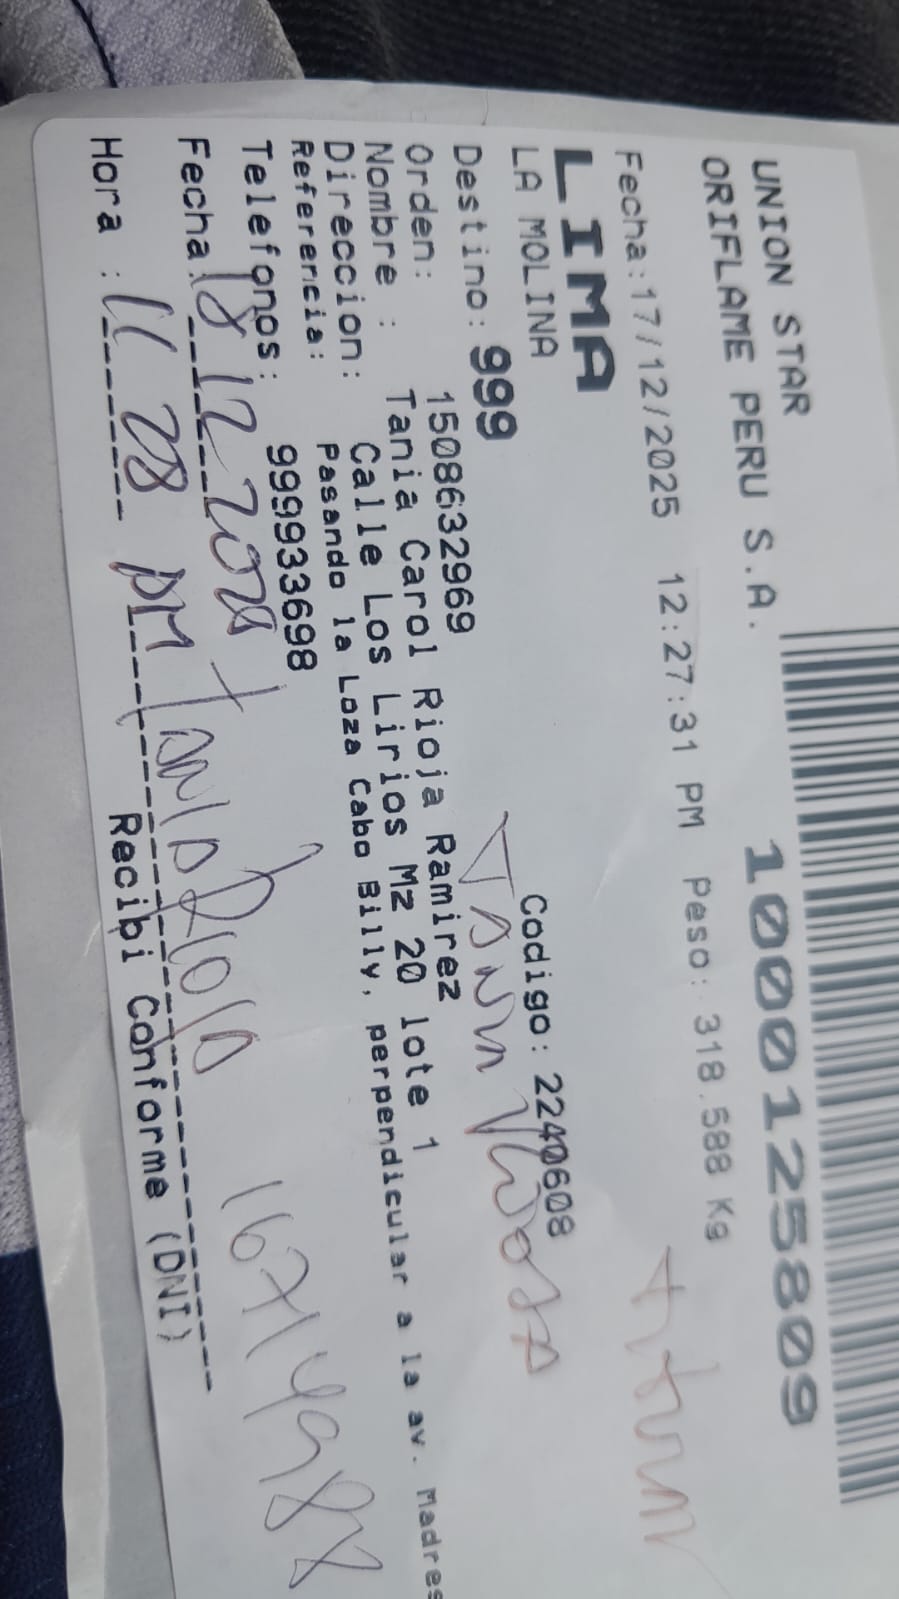 UNION STAR
ORIFLAME PERU S.A. 1000125809
Fecha:17/12/2025 12:27:31 PM Peso: 318.588 Kg
LIMA
LA MOLINA Codigo: 2240608
Destino: 999
Orden: 1508632969
Nombre : Tania Carol Rioja Ramirez
Direccion: Calle Los Lirios Mz 20 lote 1
Referencia: Pasando la Loza Cabo Billy, perpendicular a la av. Madres
Telefonos: 999933698
Fecha: 18 12 2025 Tania Rioja
Hora : 11 28 PM Recibi Conforme (DNI)